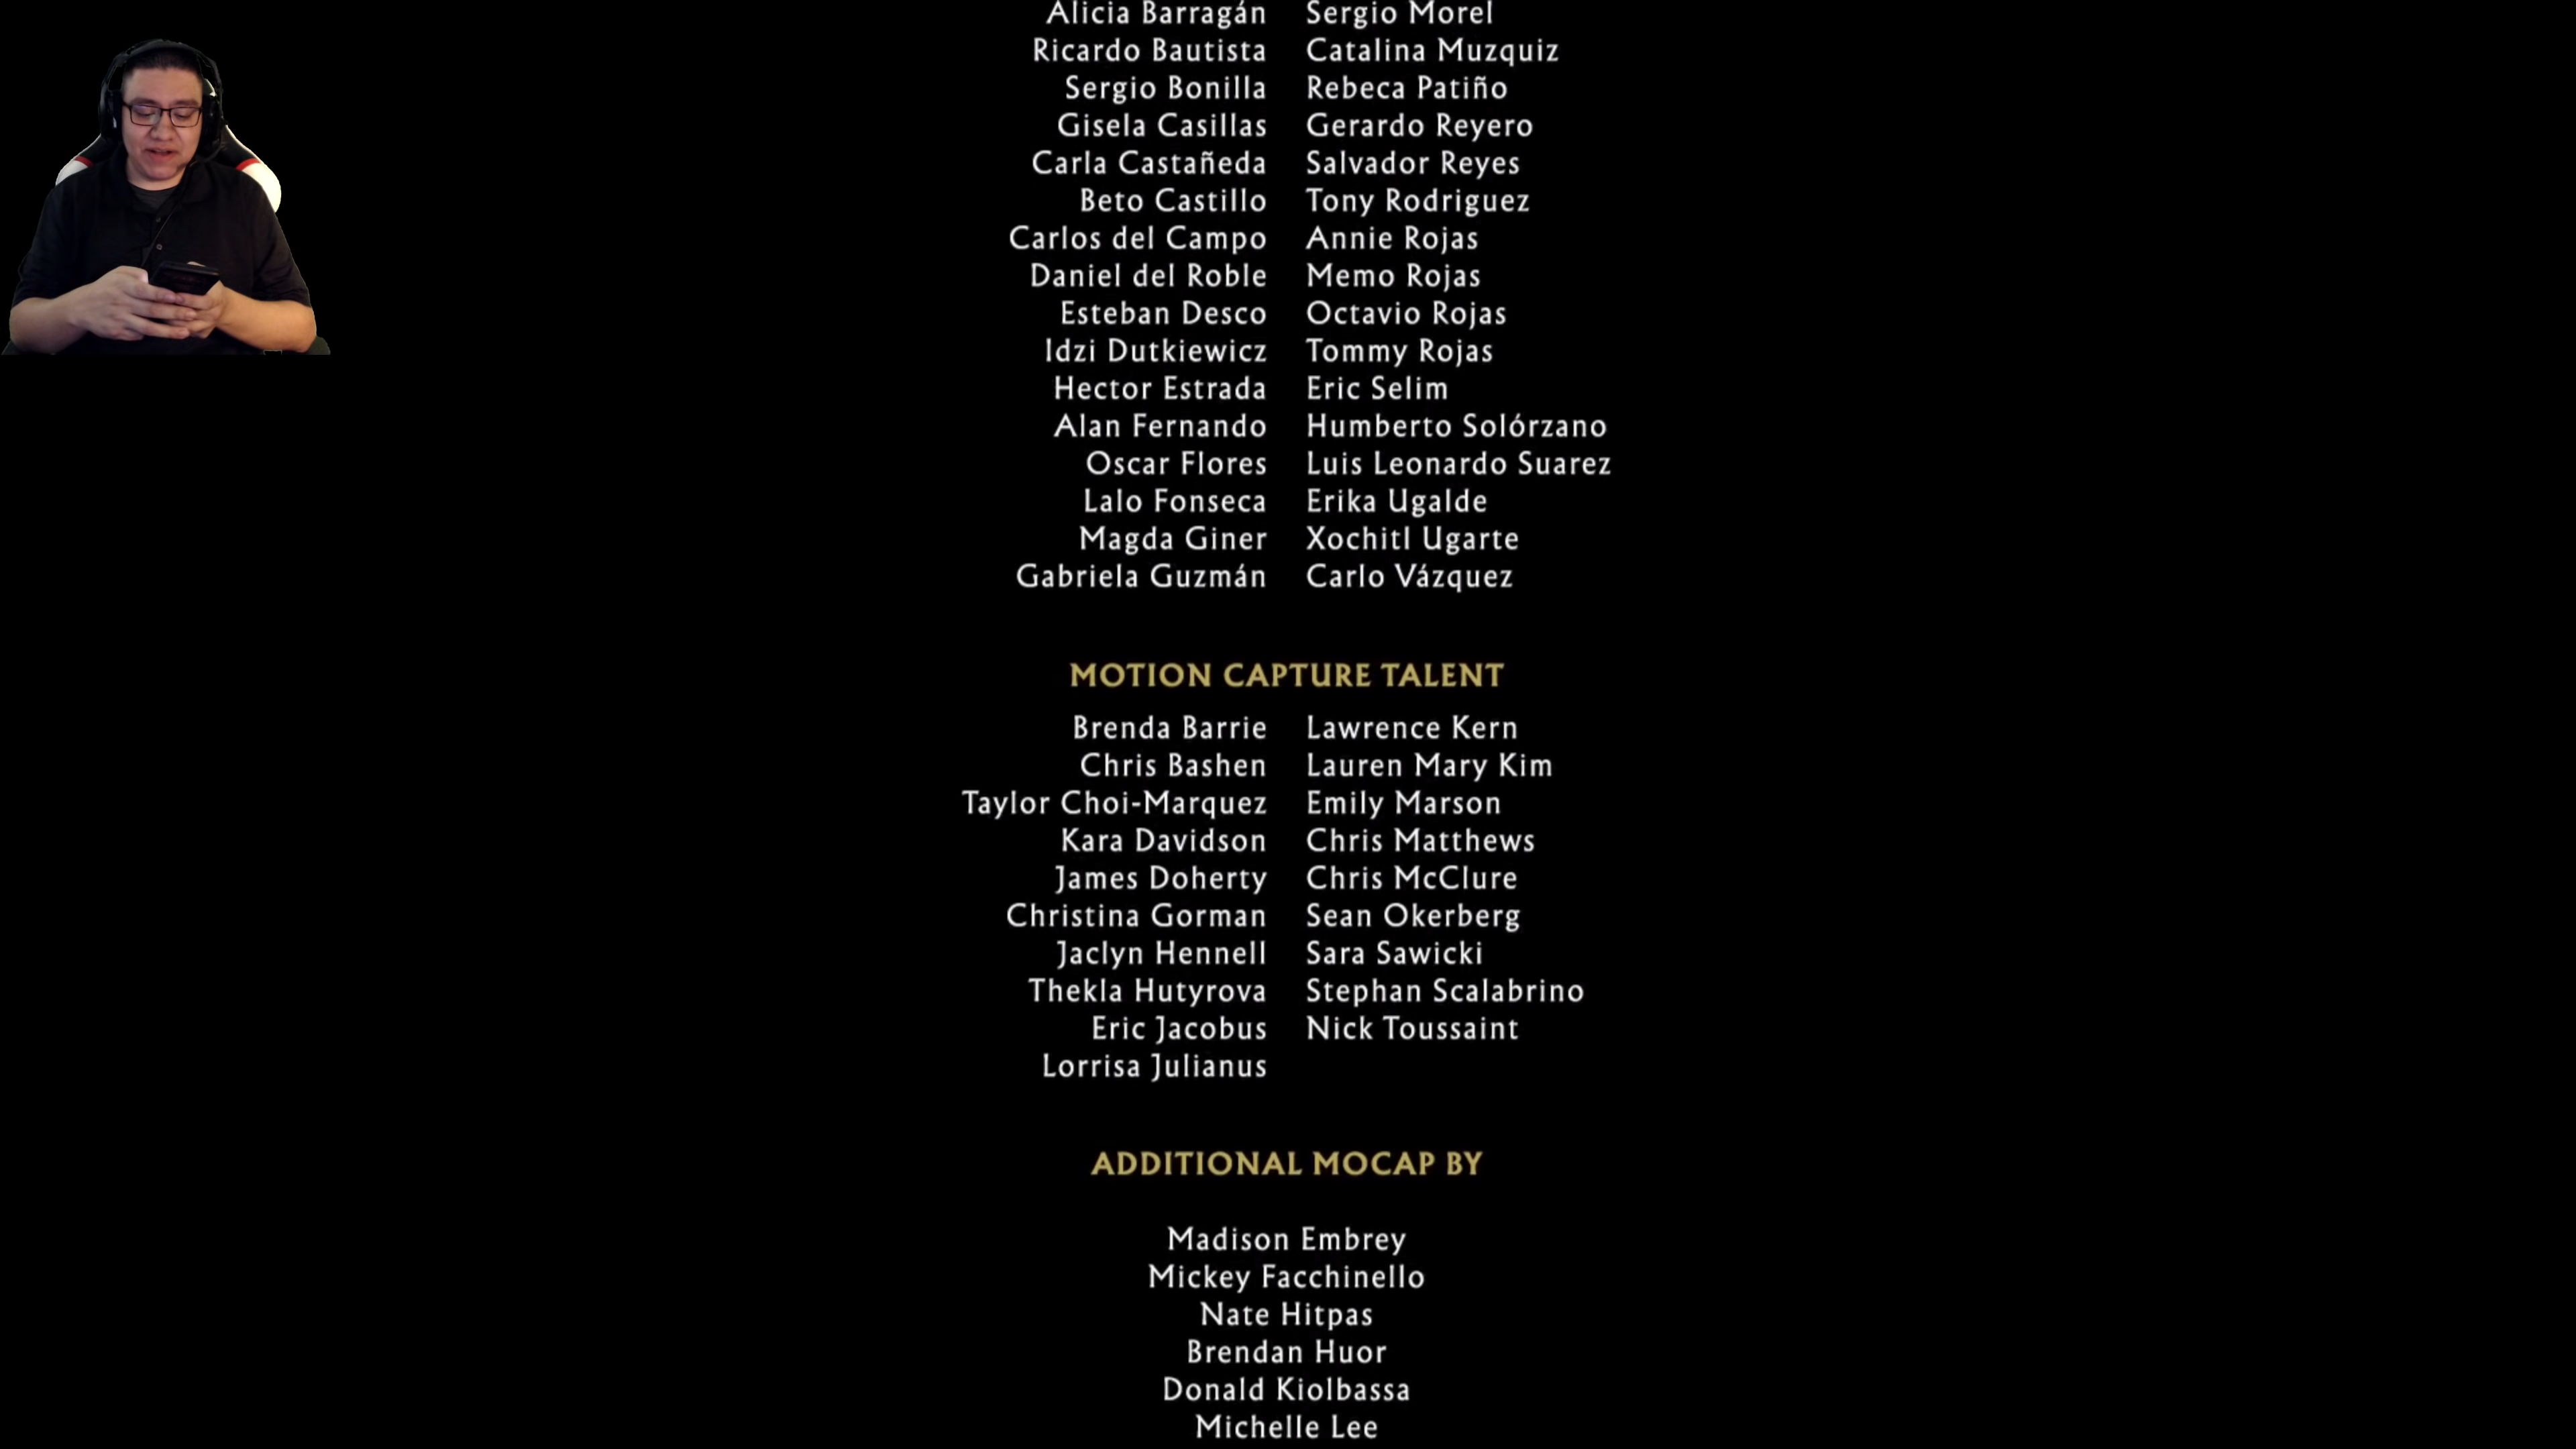 Alicia Barragán Sergio Morel
Ricardo Bautista Catalina Muzquiz
Sergio Bonilla Rebeca Patiño
Gisela Casillas Gerardo Reyero
Carla Castañeda Salvador Reyes
Beto Castillo Tony Rodriguez
Carlos del Campo Annie Rojas
Daniel del Roble Memo Rojas
Esteban Desco Octavio Rojas
Idzi Dutkiewicz Tommy Rojas
Hector Estrada Eric Selim
Alan Fernando Humberto Solórzano
Oscar Flores Luis Leonardo Suarez
Lalo Fonseca Erika Ugalde
Magda Giner Xochitl Ugarte
Gabriela Guzmán Carlo Vázquez
MOTION CAPTURE TALENT
Brenda Barrie Lawrence Kern
Chris Bashen Lauren Mary Kim
Taylor Choi-Marquez Emily Marson
Kara Davidson Chris Matthews
James Doherty Chris McClure
Christina Gorman Sean Okerberg
Jaclyn Hennell Sara Sawicki
Thekla Hutyrova Stephan Scalabrino
Eric Jacobus Nick Toussaint
Lorrisa Julianus
ADDITIONAL MOCAP BY
Madison Embrey
Mickey Facchinello
Nate Hitpas
Brendan Huor
Donald Kiolbassa
Michelle Lee